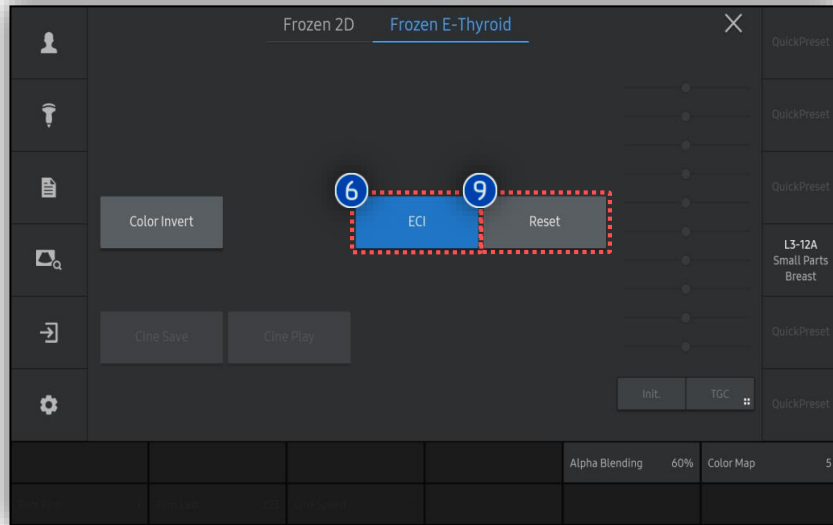 Frozen 2D
Frozen E-Thyroid
QuickPreset
QuickPreset
QuickPreset
6
9
Color Invert
ECI
Reset
L3-12A
Small Parts
Breast
Cine Save
Cine Play
QuickPreset
Init.
TGC
QuickPreset
Alpha Blending 60%
Color Map 5